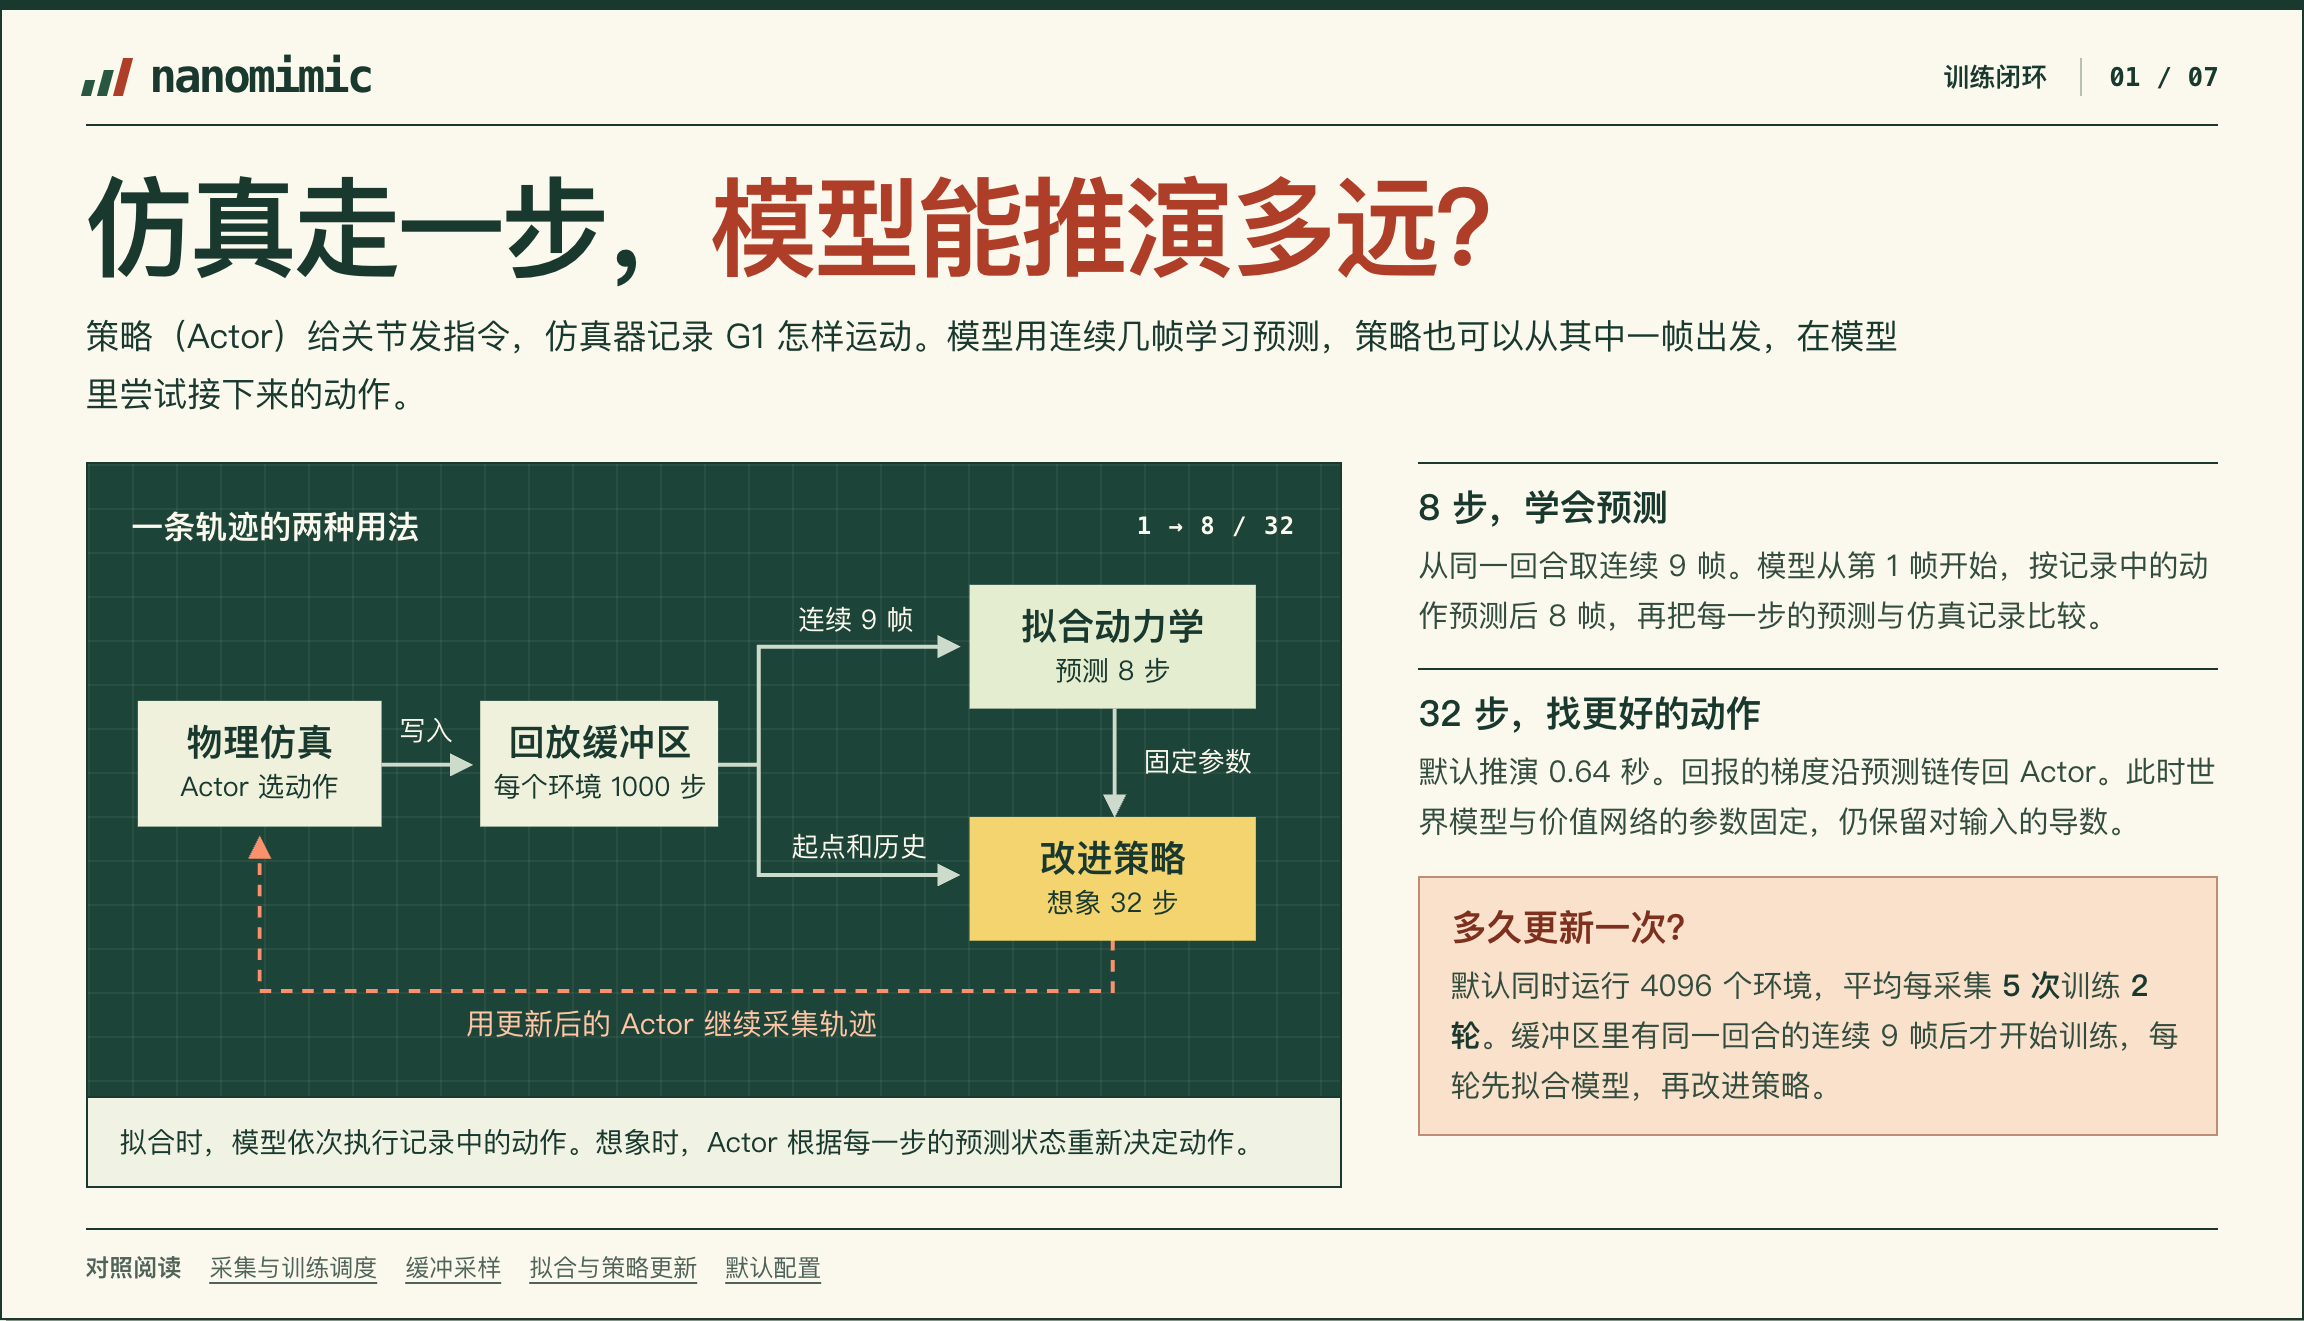 nanomimic
训练闭环
01 / 07
仿真走一步，模型能推演多远？
策略（Actor）给关节发指令，仿真器记录 G1 怎样运动。模型用连续几帧学习预测，策略也可以从其中一帧出发，在模型
里尝试接下来的动作。
一条轨迹的两种用法
1 → 8 / 32
物理仿真
Actor 选动作
写入
回放缓冲区
每个环境 1000 步
连续 9 帧
拟合动力学
预测 8 步
固定参数
起点和历史
改进策略
想象 32 步
用更新后的 Actor 继续采集轨迹
拟合时，模型依次执行记录中的动作。想象时，Actor 根据每一步的预测状态重新决定动作。
8 步，学会预测
从同一回合取连续 9 帧。模型从第 1 帧开始，按记录中的动
作预测后 8 帧，再把每一步的预测与仿真记录比较。
32 步，找更好的动作
默认推演 0.64 秒。回报的梯度沿预测链传回 Actor。此时世
界模型与价值网络的参数固定，仍保留对输入的导数。
多久更新一次？
默认同时运行 4096 个环境，平均每采集 5 次训练 2
轮。缓冲区里有同一回合的连续 9 帧后才开始训练，每
轮先拟合模型，再改进策略。
对照阅读 采集与训练调度 缓冲采样 拟合与策略更新 默认配置